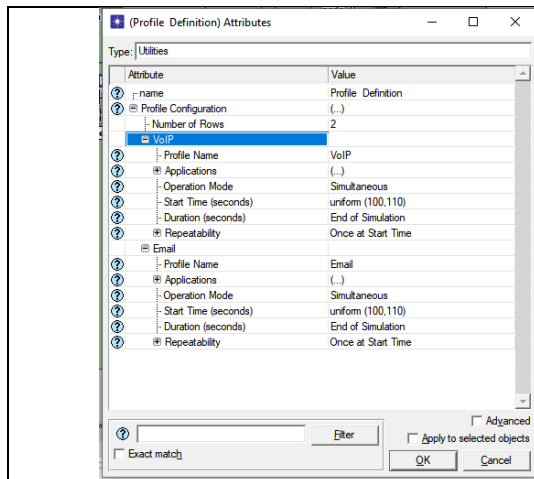 (Profile Definition) Attributes
Type: Utilities
Attribute Value
name Profile Definition
Profile Configuration (...)
Number of Rows 2
VoIP
Profile Name VoIP
Applications (...)
Operation Mode Simultaneous
Start Time (seconds) uniform (100,110)
Duration (seconds) End of Simulation
Repeatability Once at Start Time
Email
Profile Name Email
Applications (...)
Operation Mode Simultaneous
Start Time (seconds) uniform (100,110)
Duration (seconds) End of Simulation
Repeatability Once at Start Time
Advanced
Filter
Apply to selected objects
Exact match
OK Cancel